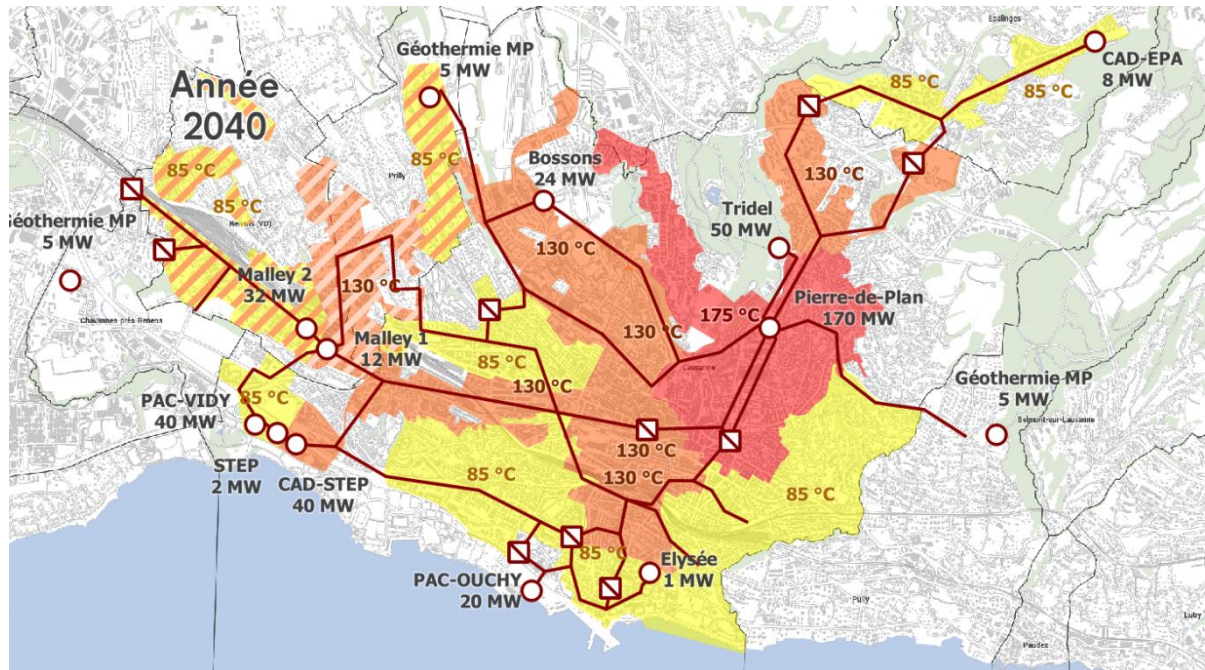 Epalinges
Géothermie MP
5 MW
CAD-EPA
8 MW
85 °C
85 °C
Année
2040
Bossons
24 MW
130 °C
85 °C
85 °C
85 °C
Prilly
Renens (VD)
Tridel
50 MW
Géothermie MP
5 MW
130 °C
Malley 2
32 MW
130 °C
175 °C
Pierre-de-Plan
170 MW
Chavannes-près-Renens
130 °C
Malley 1
12 MW
85 °C
Lausanne
130 °C
Géothermie MP
5 MW
Belmont-sur-Lausanne
PAC-VIDY
40 MW
85 °C
130 °C
STEP
2 MW
CAD-STEP
40 MW
85 °C
130 °C
85 °C
85 °C
Elysée
1 MW
PAC-OUCHY
20 MW
Pully
Lutry
Paudex